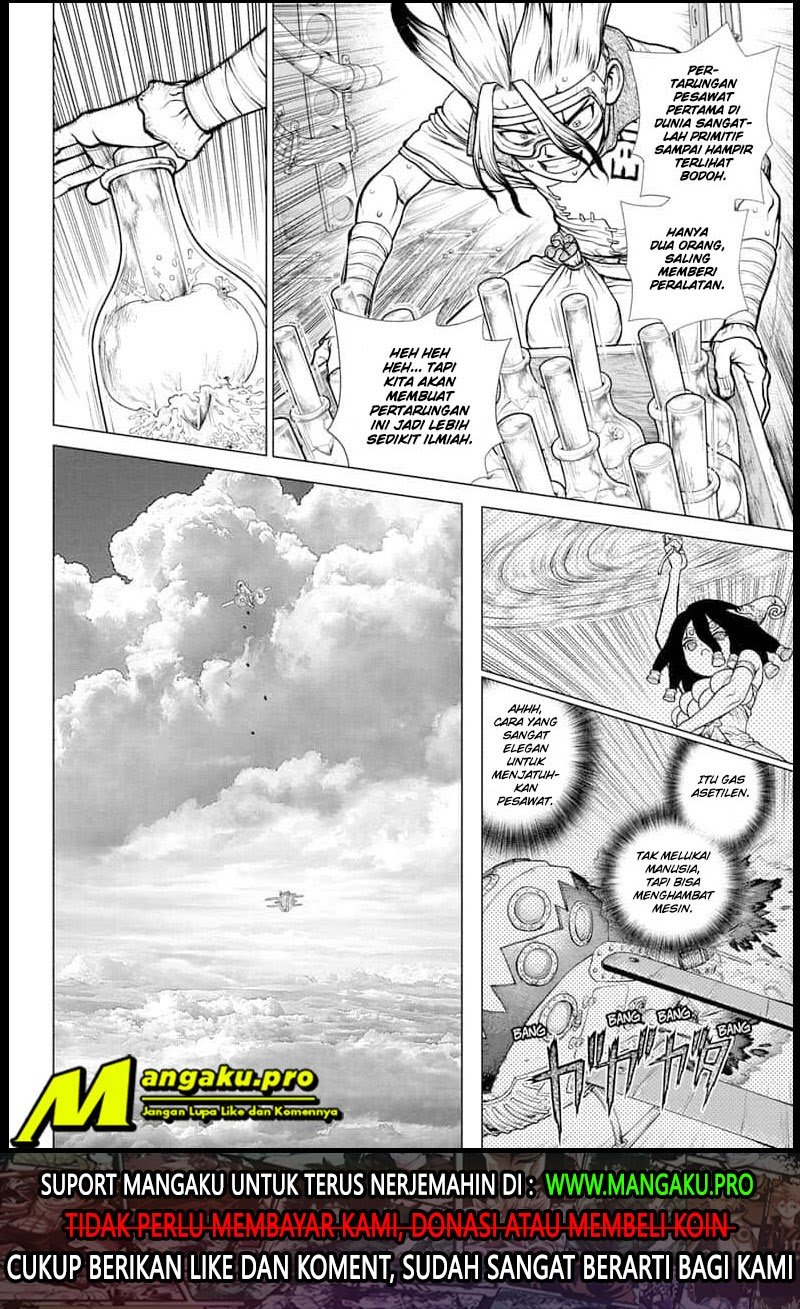 PER-
TARUNGAN
PESAWAT
PERTAMA DI
DUNIA SANGAT-
LAH PRIMITIF
SAMPAI HAMPIR
TERLIHAT
BODOH.
HANYA
DUA ORANG,
SALING
MEMBERI
PERALATAN.
HEH HEH
HEH... TAPI
KITA AKAN
MEMBUAT
PERTARUNGAN
INI JADI LEBIH
SEDIKIT ILMIAH.
ITU GAS
ASETILEN.
TAK MELUKAI
MANUSIA,
TAPI BISA
MENGHAMBAT
MESIN.
AHHH,
CARA YANG
SANGAT
ELEGAN
UNTUK
MENJATUH-
KAN
PESAWAT.
BANG BANG BANG BANG
ガガガガ
Mangaku.pro
Jangan Lupa Like dan Komennya
SUPORT MANGAKU UNTUK TERUS NERJEMAHIN DI : WWW.MANGAKU.PRO
TIDAK PERLU MEMBAYAR KAMI, DONASI ATAU MEMBELI KOIN
CUKUP BERIKAN LIKE DAN KOMENT, SUDAH SANGAT BERARTI BAGI KAMI